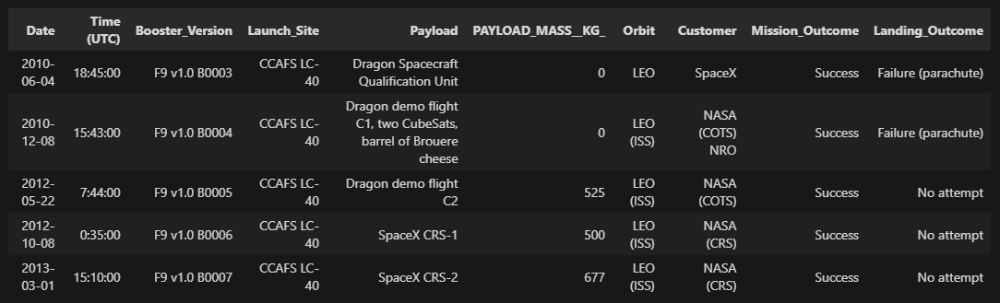 Date Time (UTC) Booster_Version Launch_Site Payload PAYLOAD_MASS__KG_ Orbit Customer Mission_Outcome Landing_Outcome
2010-06-04 18:45:00 F9 v1.0 B0003 CCAFS LC-40 Dragon Spacecraft Qualification Unit 0 LEO SpaceX Success Failure (parachute)
2010-12-08 15:43:00 F9 v1.0 B0004 CCAFS LC-40 Dragon demo flight C1, two CubeSats, barrel of Brouere cheese 0 LEO (ISS) NASA (COTS) NRO Success Failure (parachute)
2012-05-22 7:44:00 F9 v1.0 B0005 CCAFS LC-40 Dragon demo flight C2 525 LEO (ISS) NASA (COTS) Success No attempt
2012-10-08 0:35:00 F9 v1.0 B0006 CCAFS LC-40 SpaceX CRS-1 500 LEO (ISS) NASA (CRS) Success No attempt
2013-03-01 15:10:00 F9 v1.0 B0007 CCAFS LC-40 SpaceX CRS-2 677 LEO (ISS) NASA (CRS) Success No attempt